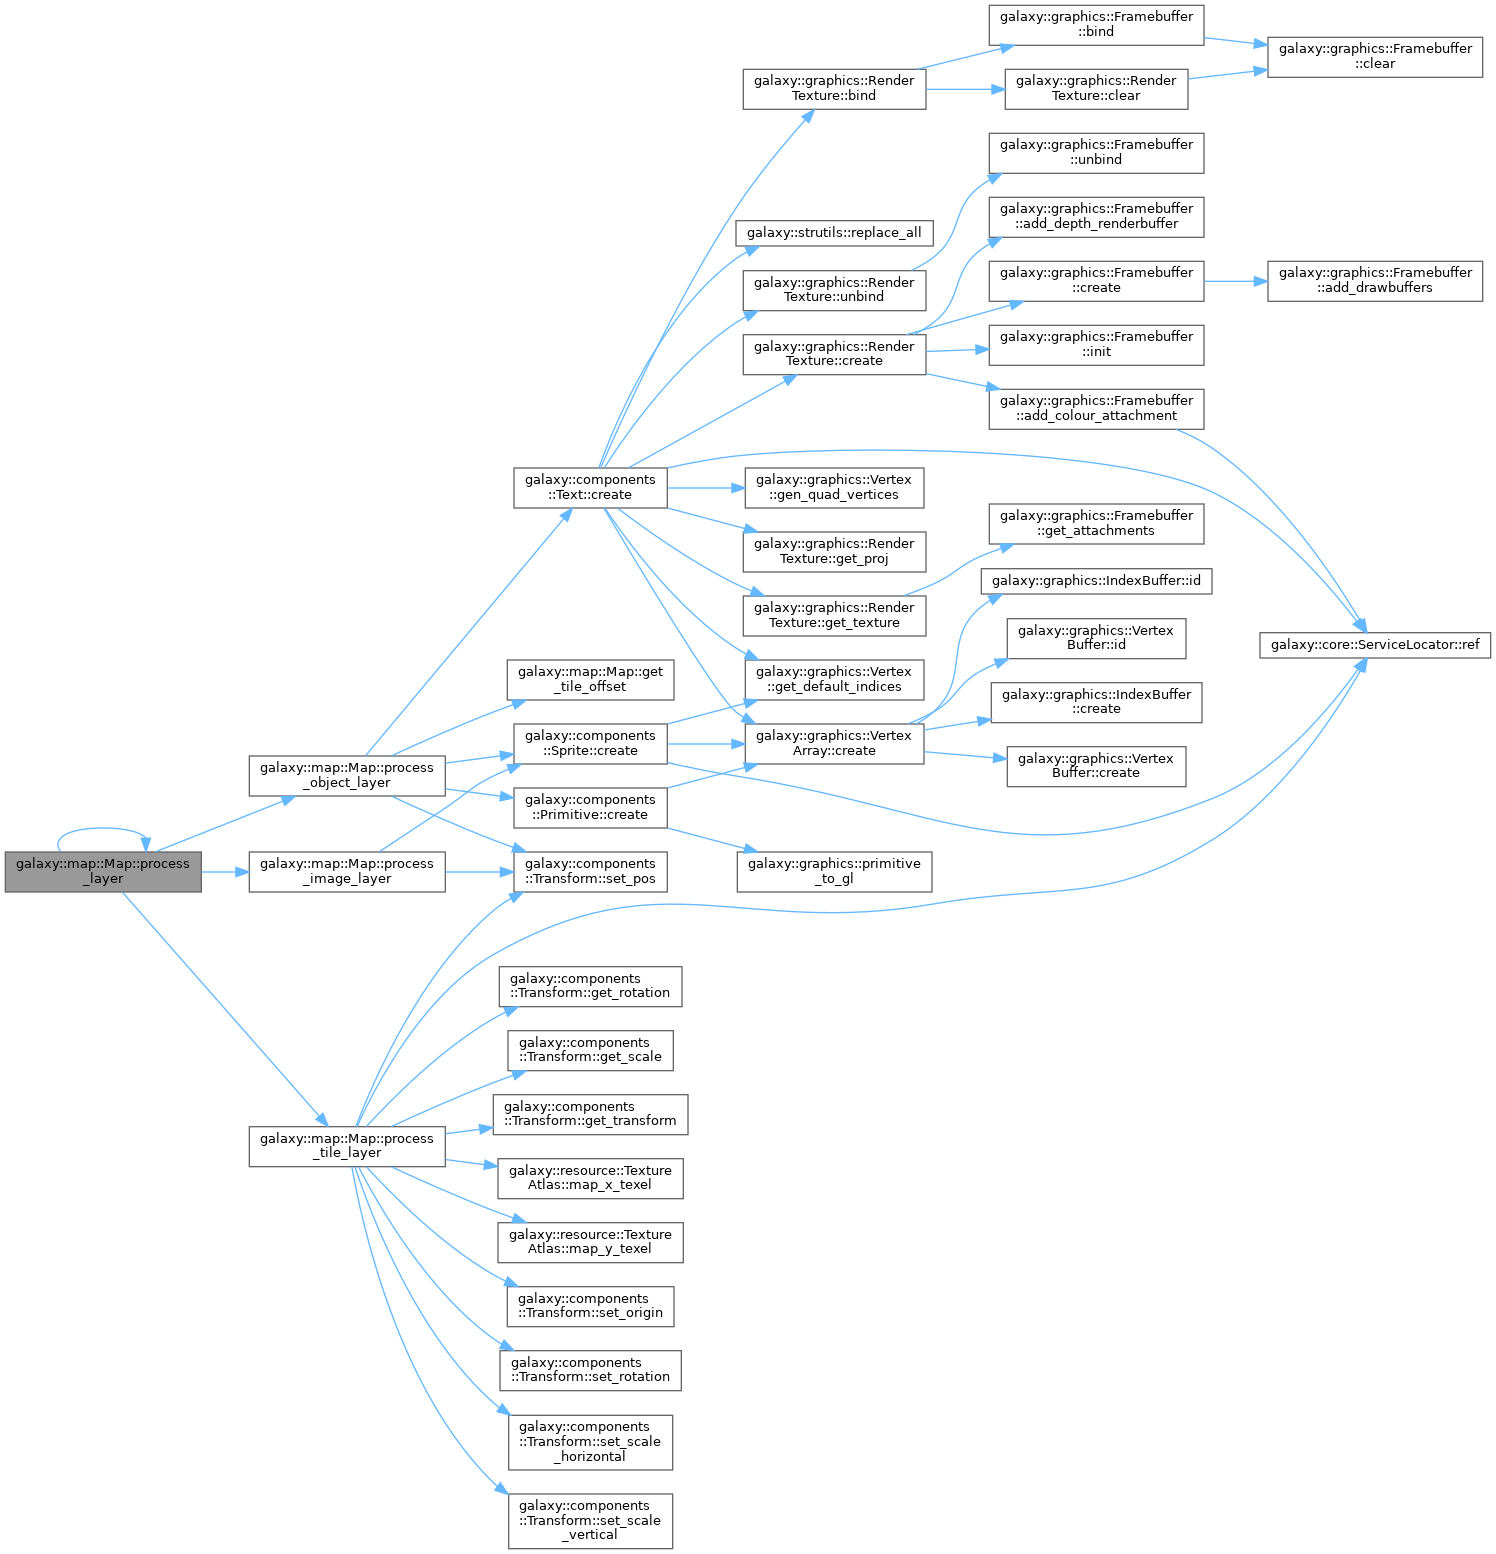 galaxy::graphics::Framebuffer
::bind
galaxy::graphics::Framebuffer
::clear
galaxy::graphics::Render
Texture::bind
galaxy::graphics::Render
Texture::clear
galaxy::graphics::Framebuffer
::unbind
galaxy::graphics::Framebuffer
::add_depth_renderbuffer
galaxy::strutils::replace_all
galaxy::graphics::Render
Texture::unbind
galaxy::graphics::Framebuffer
::create
galaxy::graphics::Framebuffer
::add_drawbuffers
galaxy::graphics::Render
Texture::create
galaxy::graphics::Framebuffer
::init
galaxy::graphics::Framebuffer
::add_colour_attachment
galaxy::components
::Text::create
galaxy::graphics::Vertex
::gen_quad_vertices
galaxy::graphics::Framebuffer
::get_attachments
galaxy::graphics::Render
Texture::get_proj
galaxy::graphics::IndexBuffer::id
galaxy::graphics::Render
Texture::get_texture
galaxy::graphics::Vertex
Buffer::id
galaxy::core::ServiceLocator::ref
galaxy::map::Map::get
_tile_offset
galaxy::graphics::Vertex
::get_default_indices
galaxy::graphics::IndexBuffer
::create
galaxy::components
::Sprite::create
galaxy::graphics::Vertex
Array::create
galaxy::graphics::Vertex
Buffer::create
galaxy::map::Map::process
_object_layer
galaxy::components
::Primitive::create
galaxy::map::Map::process
_layer
galaxy::map::Map::process
_image_layer
galaxy::components
::Transform::set_pos
galaxy::graphics::primitive
_to_gl
galaxy::components
::Transform::get_rotation
galaxy::components
::Transform::get_scale
galaxy::components
::Transform::get_transform
galaxy::map::Map::process
_tile_layer
galaxy::resource::Texture
Atlas::map_x_texel
galaxy::resource::Texture
Atlas::map_y_texel
galaxy::components
::Transform::set_origin
galaxy::components
::Transform::set_rotation
galaxy::components
::Transform::set_scale
_horizontal
galaxy::components
::Transform::set_scale
_vertical